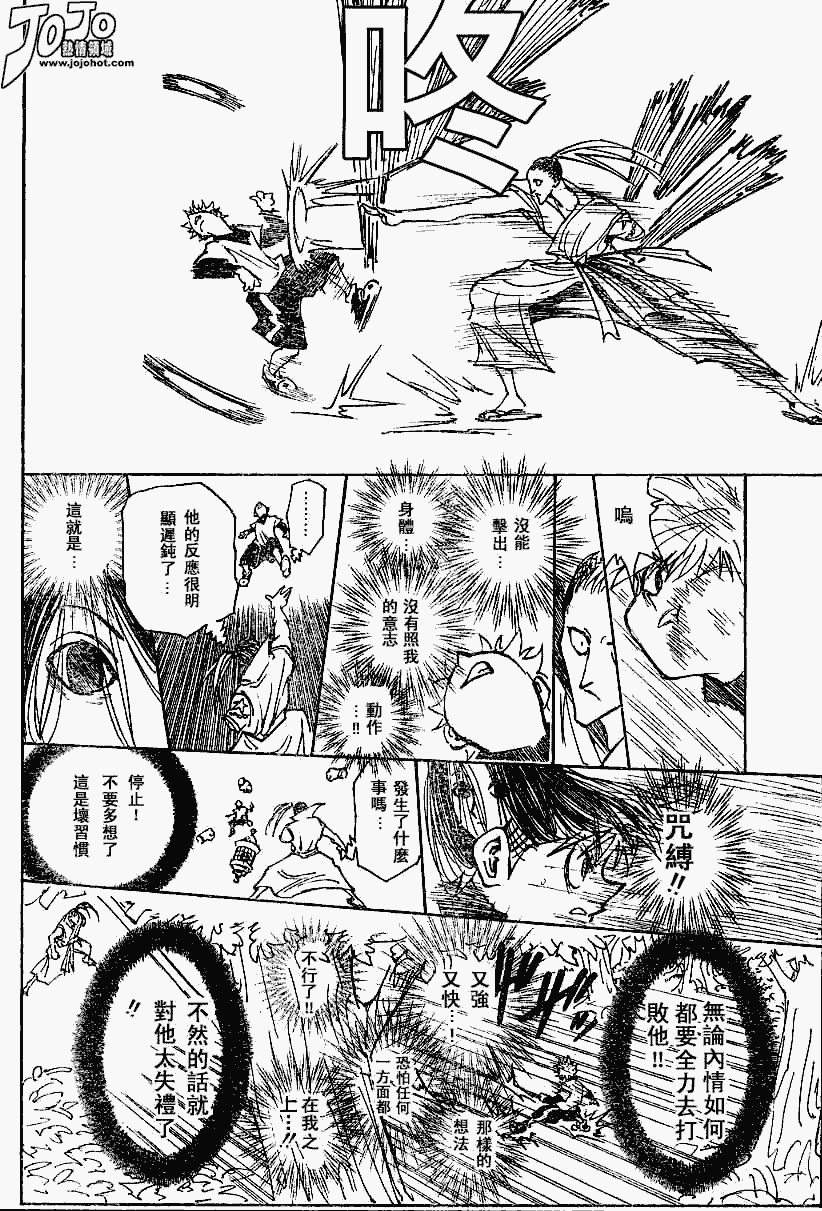 JOJO
熱情領域
www.jojohot.com
咚
嗚
沒能
擊出…
身體…
沒有照我
的意志
動作
…!!
………
他的反應很明
顯遲鈍了…
這就是…
咒縛!!
發生了什麼
事嗎…
停止！
不要多想了
這是壞習慣
無論內情如何
都要全力去打
敗他!!
又強
又快…!
那樣的
想法
不行了!!
恐怕任何
一方面都
在我之
上…!!
不然的話就
對他太失禮了
!!